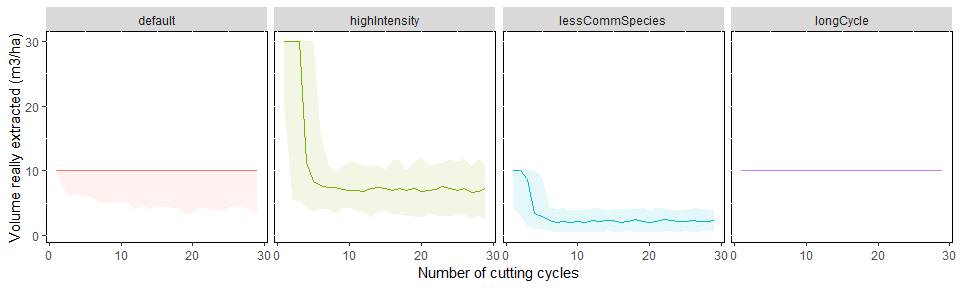 default highIntensity lessCommSpecies longCycle
Volume really extracted (m3/ha)
30
20
10
0
0 10 20 30 0 10 20 30 0 10 20 30 0 10 20 30
Number of cutting cycles